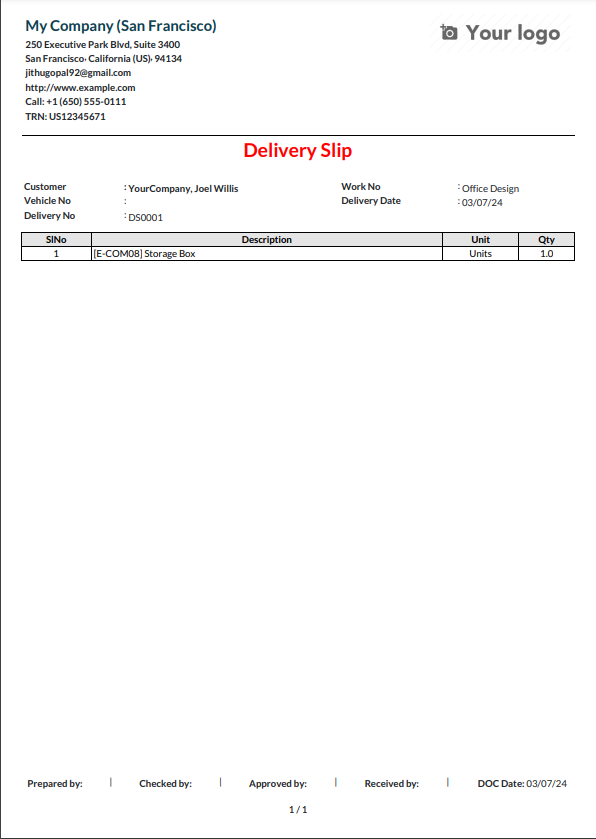 My Company (San Francisco)
Your logo
250 Executive Park Blvd, Suite 3400
San Francisco, California (US), 94134
jithugopal92@gmail.com
http://www.example.com
Call: +1 (650) 555-0111
TRN: US12345671
Delivery Slip
Customer : YourCompany, Joel Willis Work No : Office Design
Vehicle No : Delivery Date : 03/07/24
Delivery No : DS0001
SlNo Description Unit Qty
1 [E-COM08] Storage Box Units 1.0
Prepared by: | Checked by: | Approved by: | Received by: | DOC Date: 03/07/24
1 / 1